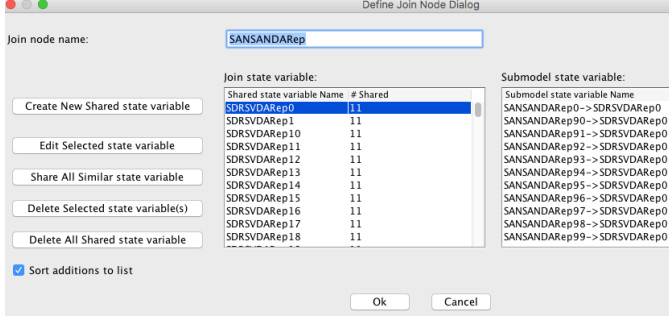 Define Join Node Dialog
Join node name:
SANSANDARep
Join state variable:
Submodel state variable:
Shared state variable Name # Shared
Submodel state variable Name
Create New Shared state variable
Edit Selected state variable
Share All Similar state variable
Delete Selected state variable(s)
Delete All Shared state variable
SDRSVDARep0 11
SDRSVDARep1 11
SDRSVDARep10 11
SDRSVDARep11 11
SDRSVDARep12 11
SDRSVDARep13 11
SDRSVDARep14 11
SDRSVDARep15 11
SDRSVDARep16 11
SDRSVDARep17 11
SDRSVDARep18 11
SANSANDARep0->SDRSVDARep0
SANSANDARep90->SDRSVDARep0
SANSANDARep91->SDRSVDARep0
SANSANDARep92->SDRSVDARep0
SANSANDARep93->SDRSVDARep0
SANSANDARep94->SDRSVDARep0
SANSANDARep95->SDRSVDARep0
SANSANDARep96->SDRSVDARep0
SANSANDARep97->SDRSVDARep0
SANSANDARep98->SDRSVDARep0
SANSANDARep99->SDRSVDARep0
Sort additions to list
Ok
Cancel